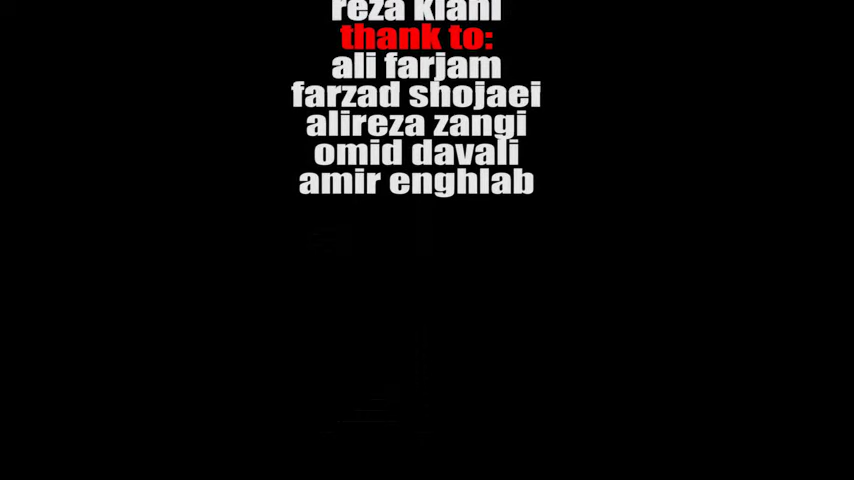 reza kiani
thank to:
ali farjam
farzad shojaei
alireza zangi
omid davali
amir enghlab